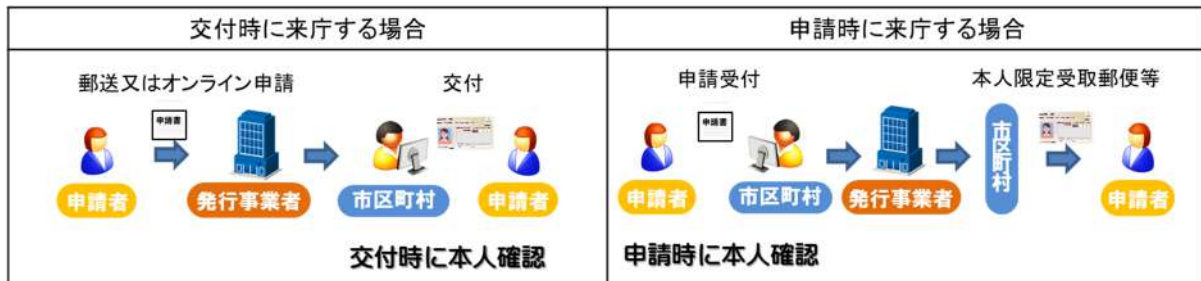 交付時に来庁する場合
郵送又はオンライン申請
交付
申請書
申請者
発行事業者
市区町村
申請者
交付時に本人確認
申請時に来庁する場合
申請受付
本人限定受取郵便等
申請書
市区町村
申請者
市区町村
発行事業者
申請者
申請時に本人確認